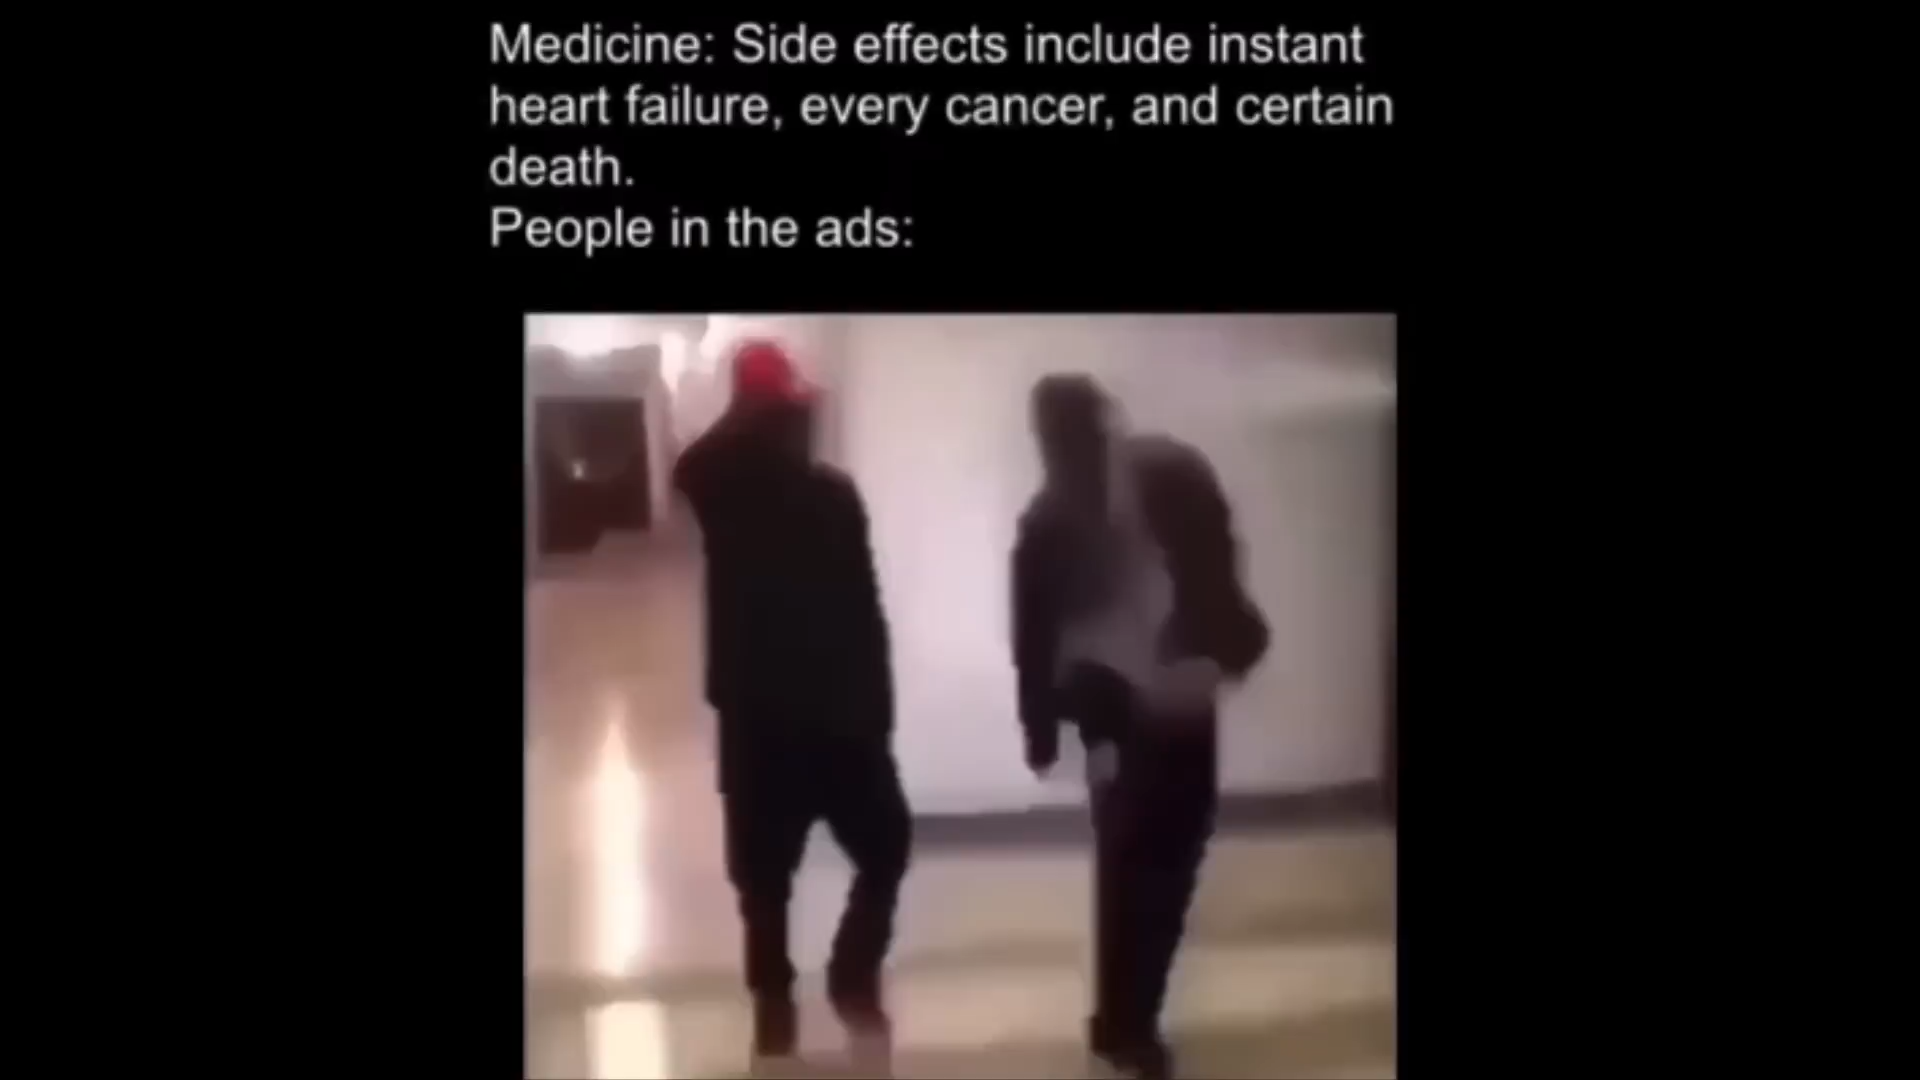 Medicine: Side effects include instant
heart failure, every cancer, and certain
death.
People in the ads: